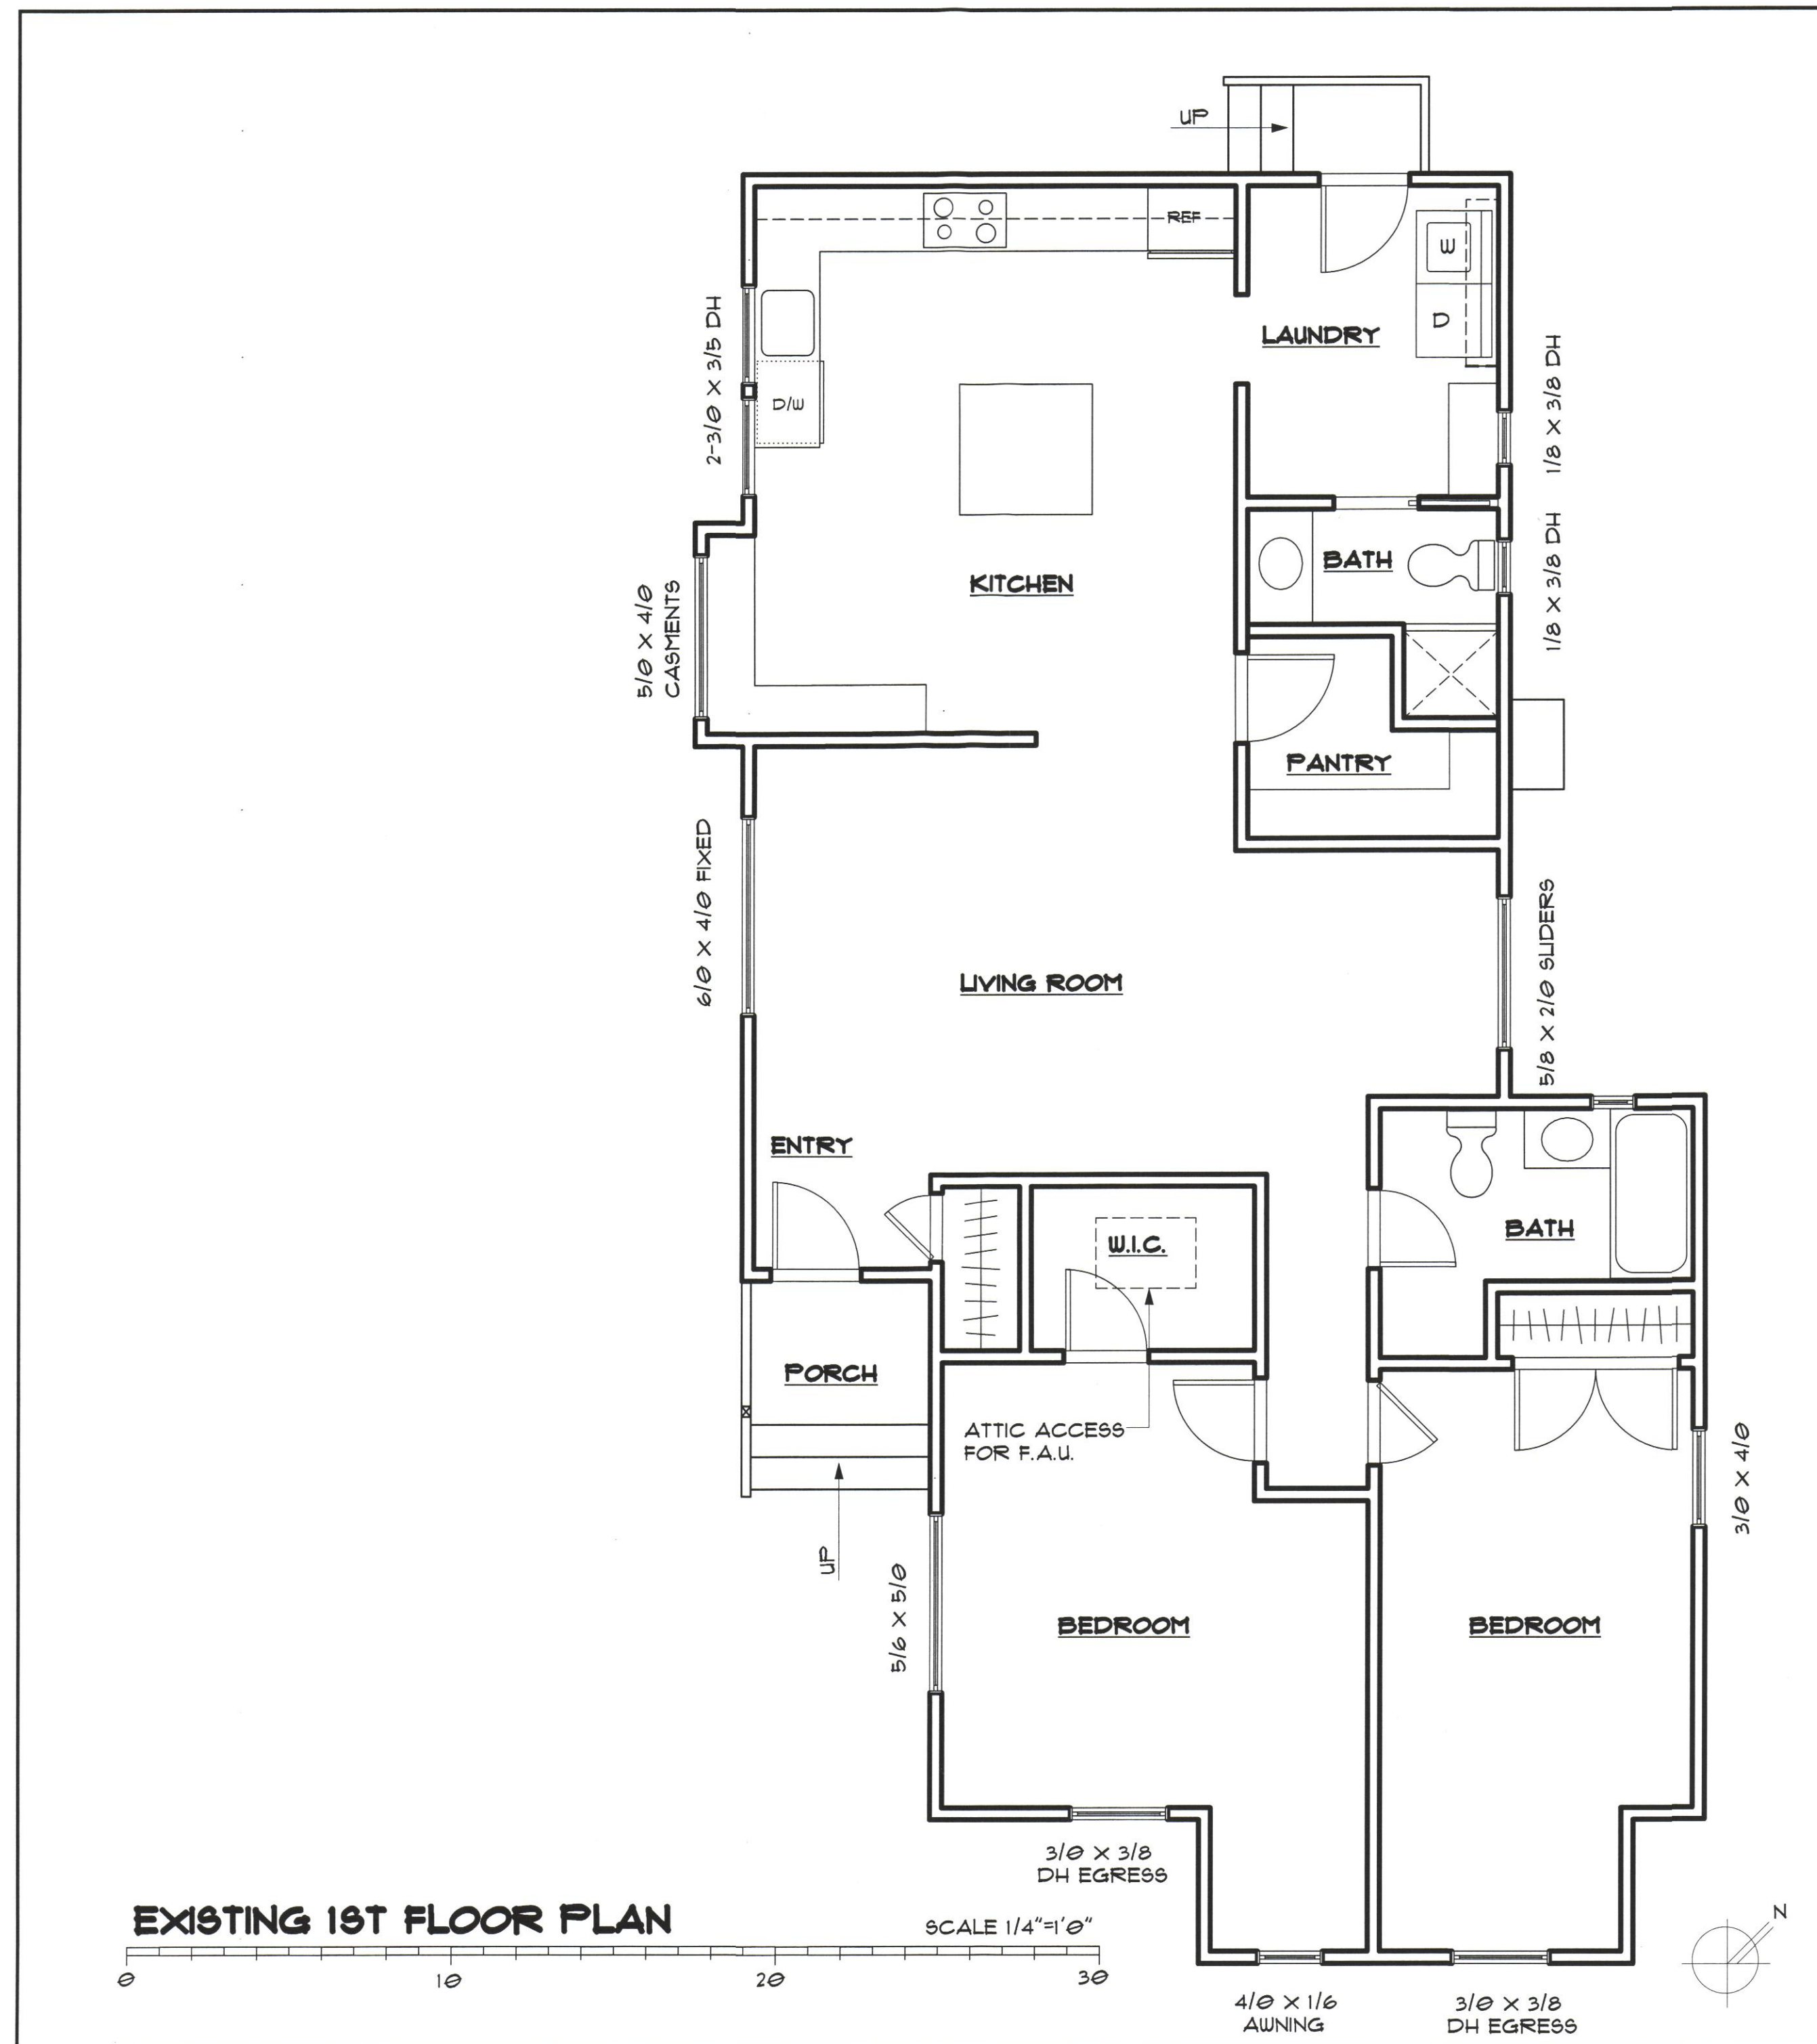 UP
REF
W
LAUNDRY
D
2-3/0 X 3/5 DH
D/W
1/8 X 3/8 DH
BATH
KITCHEN
1/8 X 3/8 DH
5/0 X 4/0
CASMENTS
PANTRY
6/0 X 4/0 FIXED
LIVING ROOM
5/8 X 2/0 SLIDERS
ENTRY
BATH
W.I.C.
PORCH
ATTIC ACCESS
FOR F.A.U.
3/0 X 4/0
UP
5/6 X 5/0
BEDROOM
BEDROOM
3/0 X 3/8
DH EGRESS
EXISTING 1ST FLOOR PLAN
SCALE 1/4"=1'0"
N
0
10
20
30
4/0 X 1/6
AWNING
3/0 X 3/8
DH EGRESS